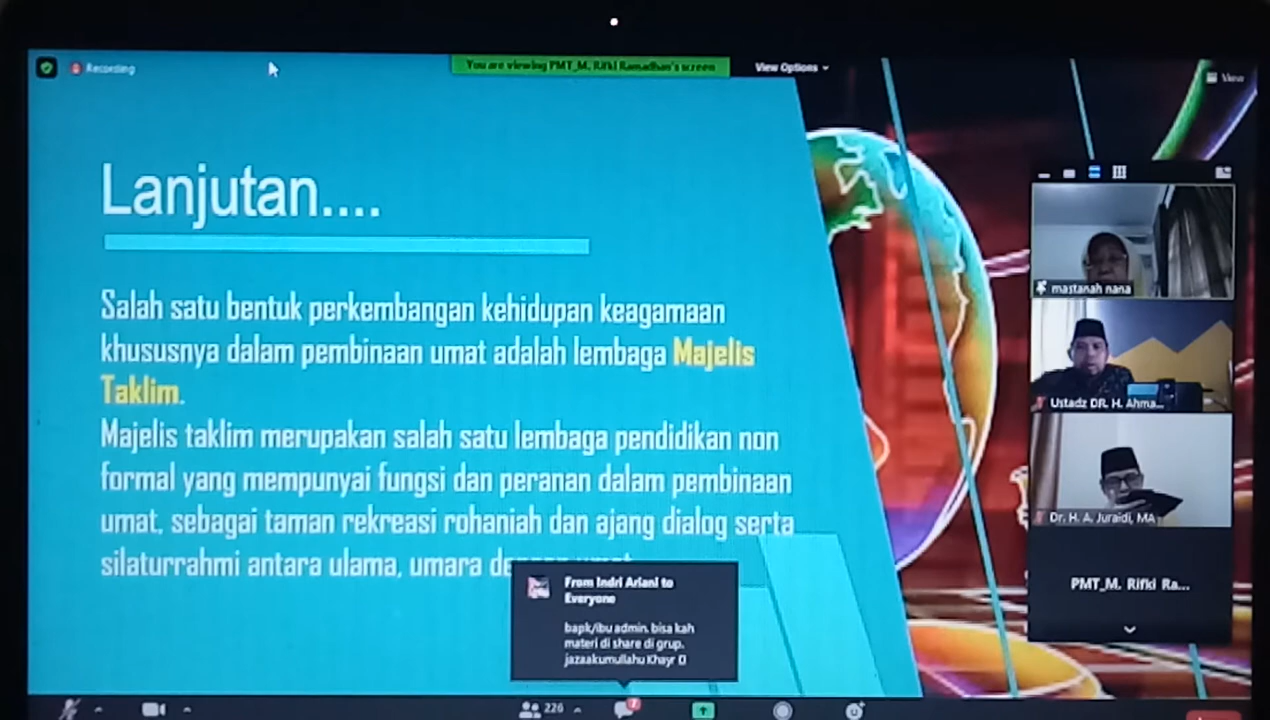 Recording
You are viewing PMT_M. Rifki Ramadhan's screen
View Options
View
Lanjutan....
Salah satu bentuk perkembangan kehidupan keagamaan
khususnya dalam pembinaan umat adalah lembaga Majelis
Taklim.
Majelis taklim merupakan salah satu lembaga pendidikan non
formal yang mempunyai fungsi dan peranan dalam pembinaan
umat, sebagai taman rekreasi rohaniah dan ajang dialog serta
silaturrahmi antara ulama, umara
mastanah nana
Ustadz DR. H. Ahma...
Dr. H. A. Juraidi, MA
PMT_M. Rifki Ra...
From Indri Ariani to
Everyone
bapk/ibu admin. bisa kah
materi di share di grup.
jazaakumullahu Khayr
226